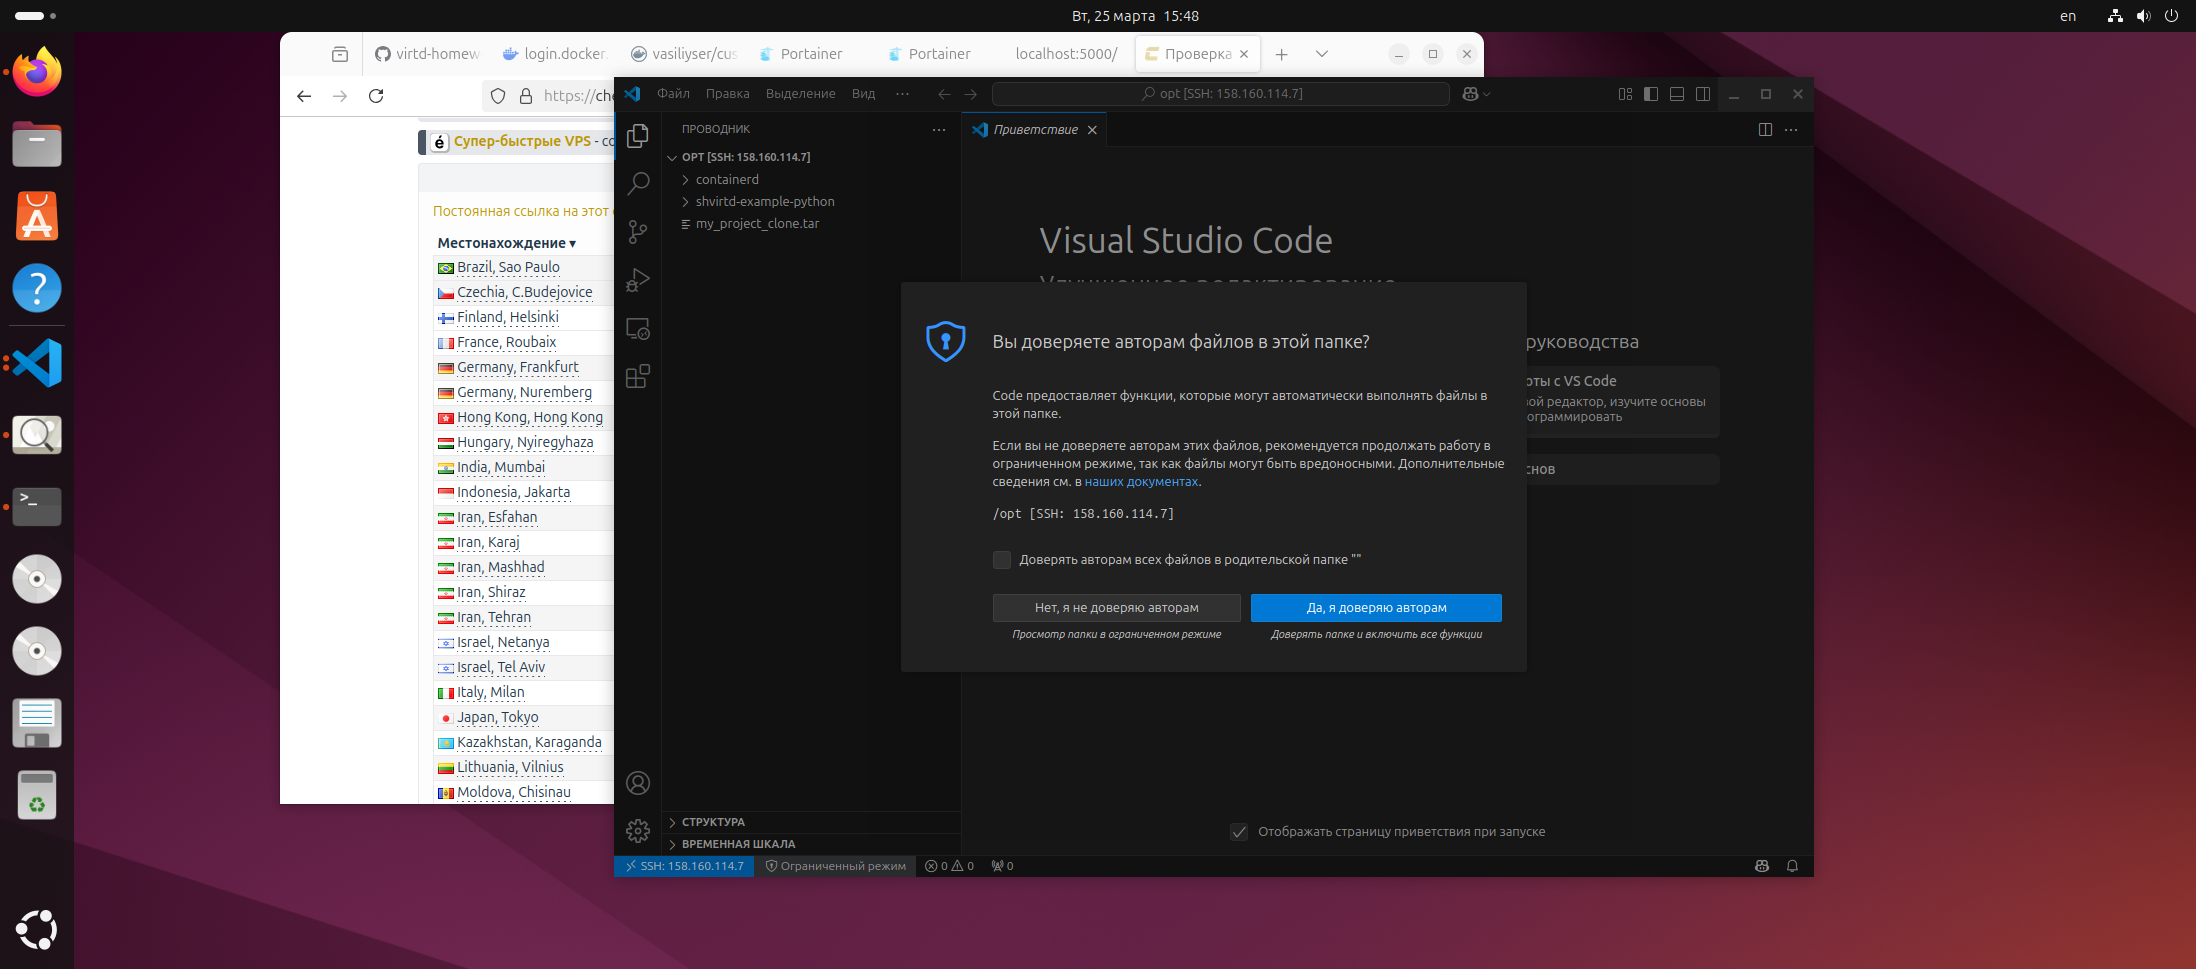 Вт, 25 марта 15:48
en
virtd-homew
login.docker.
vasiliyser/cus
Portainer
Portainer
localhost:5000/
Проверка
https://che
Супер-быстрые VPS - со
Постоянная ссылка на этот
Местонахождение ▾
Brazil, Sao Paulo
Czechia, C.Budejovice
Finland, Helsinki
France, Roubaix
Germany, Frankfurt
Germany, Nuremberg
Hong Kong, Hong Kong
Hungary, Nyiregyhaza
India, Mumbai
Indonesia, Jakarta
Iran, Esfahan
Iran, Karaj
Iran, Mashhad
Iran, Shiraz
Iran, Tehran
Israel, Netanya
Israel, Tel Aviv
Italy, Milan
Japan, Tokyo
Kazakhstan, Karaganda
Lithuania, Vilnius
Moldova, Chisinau
Файл Правка Выделение Вид ···
opt [SSH: 158.160.114.7]
ПРОВОДНИК
OPT [SSH: 158.160.114.7]
containerd
shvirtd-example-python
my_project_clone.tar
СТРУКТУРА
ВРЕМЕННАЯ ШКАЛА
Приветствие
Visual Studio Code
Улучшенное редактирование
руководства
оты с VS Code
ой редактор, изучите основы
ограммировать
снов
Вы доверяете авторам файлов в этой папке?
Code предоставляет функции, которые могут автоматически выполнять файлы в
этой папке.
Если вы не доверяете авторам этих файлов, рекомендуется продолжать работу в
ограниченном режиме, так как файлы могут быть вредоносными. Дополнительные
сведения см. в наших документах.
/opt [SSH: 158.160.114.7]
Доверять авторам всех файлов в родительской папке ""
Нет, я не доверяю авторам
Да, я доверяю авторам
Просмотр папки в ограниченном режиме
Доверять папке и включить все функции
Отображать страницу приветствия при запуске
SSH: 158.160.114.7
Ограниченный режим
0 0
0